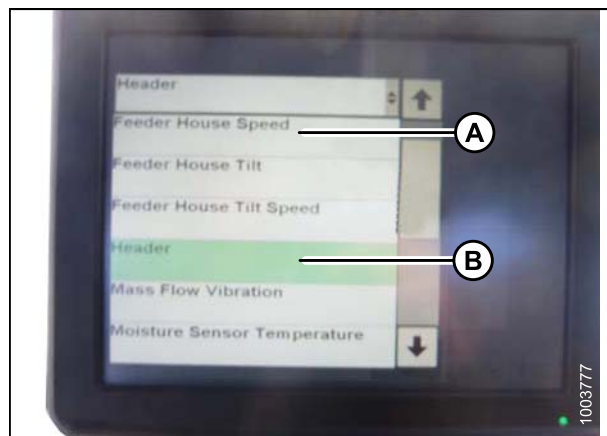 Header
Feeder House Speed
A
Feeder House Tilt
Feeder House Tilt Speed
Header
B
Mass Flow Vibration
Moisture Sensor Temperature
1003777